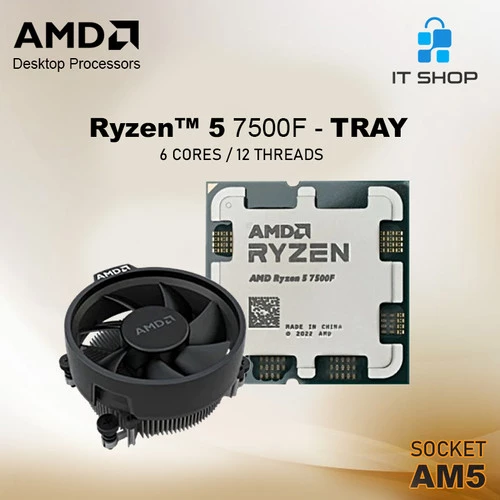 AMD
Desktop Processors
IT SHOP
Ryzen™ 5 7500F - TRAY
6 CORES / 12 THREADS
AMD
RYZEN
AMD Ryzen 5 7500F
MADE IN CHINA
© 2022 AMD
AMD
AMD
SOCKET
AM5